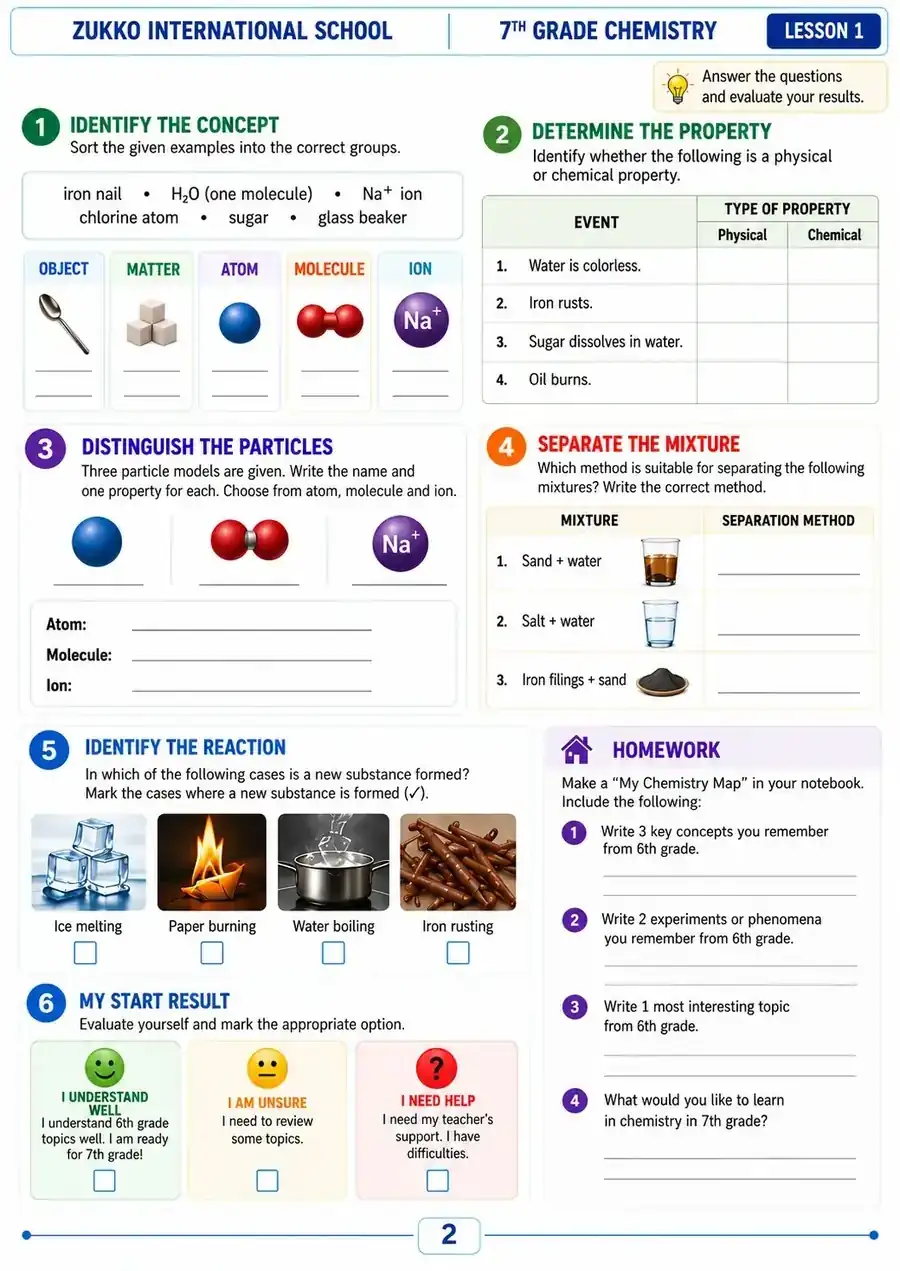 ZUKKO INTERNATIONAL SCHOOL
7TH GRADE CHEMISTRY
LESSON 1
Answer the questions
and evaluate your results.
1 IDENTIFY THE CONCEPT
Sort the given examples into the correct groups.
iron nail • H₂O (one molecule) • Na⁺ ion
chlorine atom • sugar • glass beaker
OBJECT MATTER ATOM MOLECULE ION
Na⁺
2 DETERMINE THE PROPERTY
Identify whether the following is a physical
or chemical property.
EVENT
TYPE OF PROPERTY
Physical Chemical
1. Water is colorless.
2. Iron rusts.
3. Sugar dissolves in water.
4. Oil burns.
3 DISTINGUISH THE PARTICLES
Three particle models are given. Write the name and
one property for each. Choose from atom, molecule and ion.
Na⁺
Atom:
Molecule:
Ion:
4 SEPARATE THE MIXTURE
Which method is suitable for separating the following
mixtures? Write the correct method.
MIXTURE SEPARATION METHOD
1. Sand + water
2. Salt + water
3. Iron filings + sand
5 IDENTIFY THE REACTION
In which of the following cases is a new substance formed?
Mark the cases where a new substance is formed (✓).
Ice melting Paper burning Water boiling Iron rusting
6 MY START RESULT
Evaluate yourself and mark the appropriate option.
I UNDERSTAND
WELL
I understand 6th grade
topics well. I am ready
for 7th grade!
I AM UNSURE
I need to review
some topics.
?
I NEED HELP
I need my teacher's
support. I have
difficulties.
HOMEWORK
Make a “My Chemistry Map” in your notebook.
Include the following:
1 Write 3 key concepts you remember
from 6th grade.
2 Write 2 experiments or phenomena
you remember from 6th grade.
3 Write 1 most interesting topic
from 6th grade.
4 What would you like to learn
in chemistry in 7th grade?
2